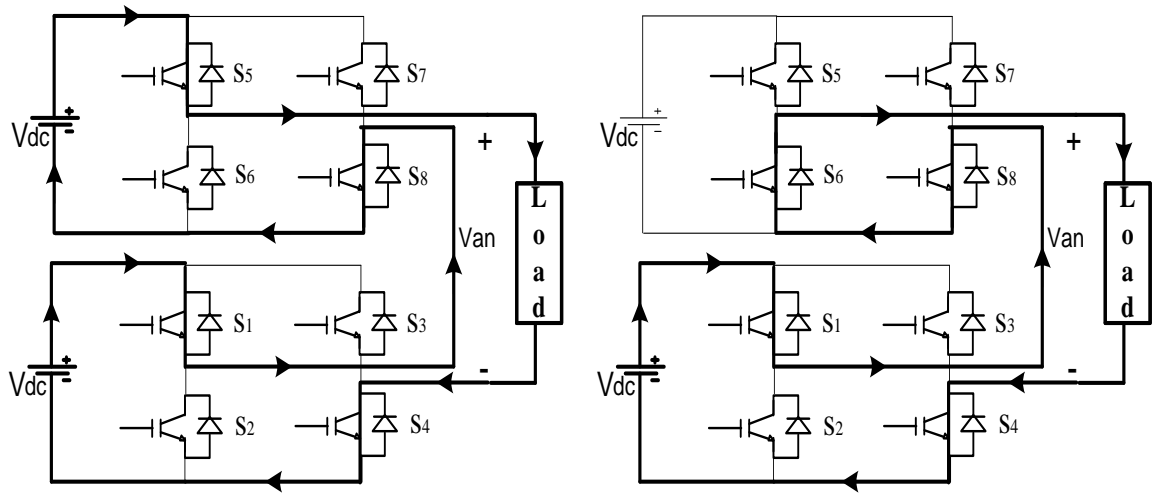 S5
S7
Vdc
+
-
+
S6
S8
Van
L
o
a
d
S1
S3
Vdc
+
-
-
S2
S4
S5
S7
Vdc
+
-
+
S6
S8
Van
L
o
a
d
S1
S3
Vdc
+
-
-
S2
S4